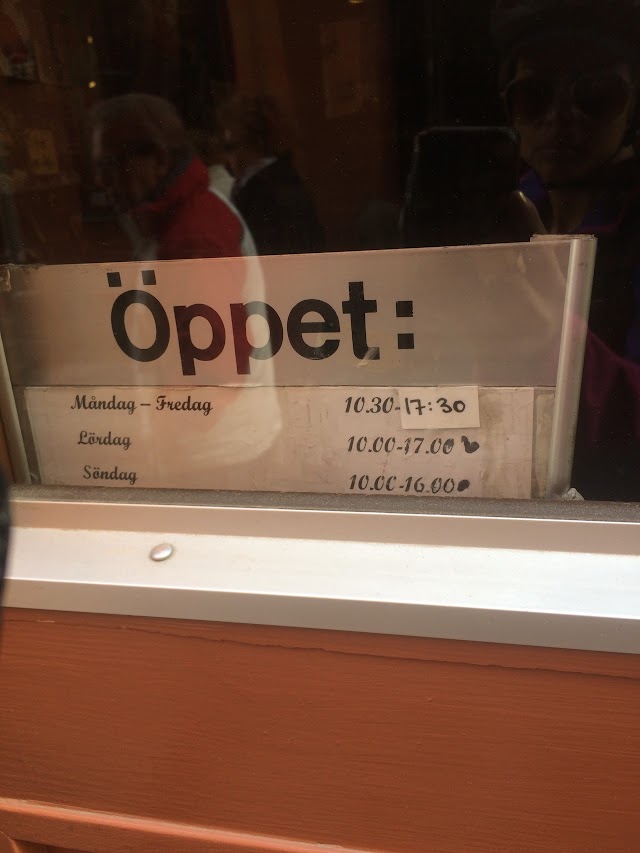 Öppet:
Måndag – Fredag 10.30-17:30
Lördag 10.00-17.00
Söndag 10.00-16.00